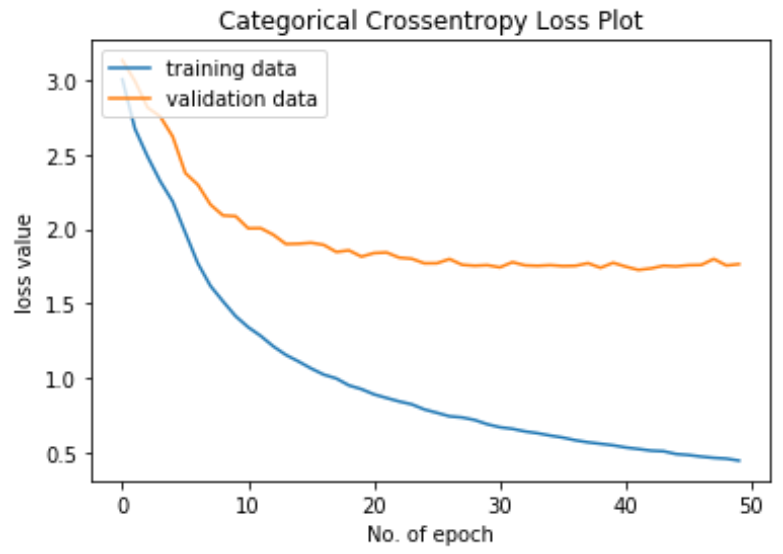 Categorical Crossentropy Loss Plot
training data
validation data
3.0
2.5
2.0
1.5
1.0
0.5
loss value
0 10 20 30 40 50
No. of epoch